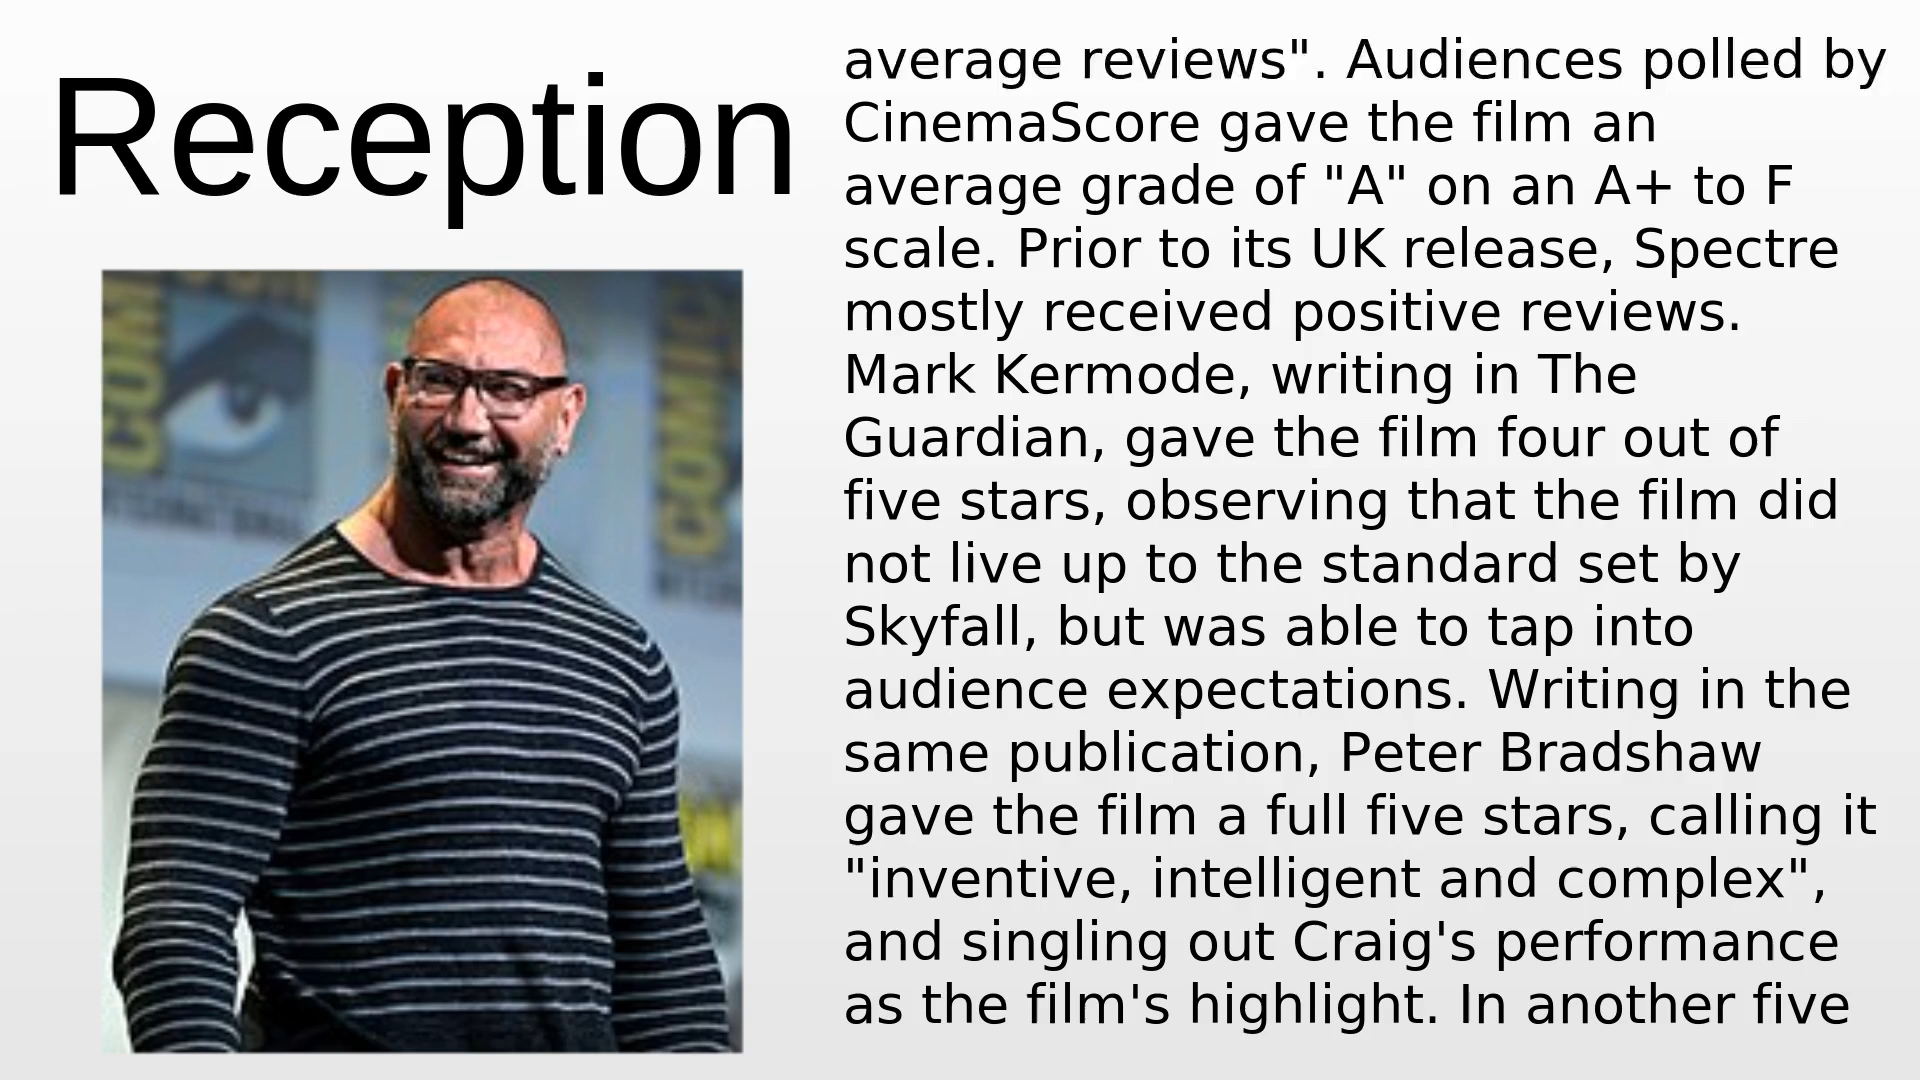 Reception
average reviews". Audiences polled by
CinemaScore gave the film an
average grade of "A" on an A+ to F
scale. Prior to its UK release, Spectre
mostly received positive reviews.
Mark Kermode, writing in The
Guardian, gave the film four out of
five stars, observing that the film did
not live up to the standard set by
Skyfall, but was able to tap into
audience expectations. Writing in the
same publication, Peter Bradshaw
gave the film a full five stars, calling it
"inventive, intelligent and complex",
and singling out Craig's performance
as the film's highlight. In another five